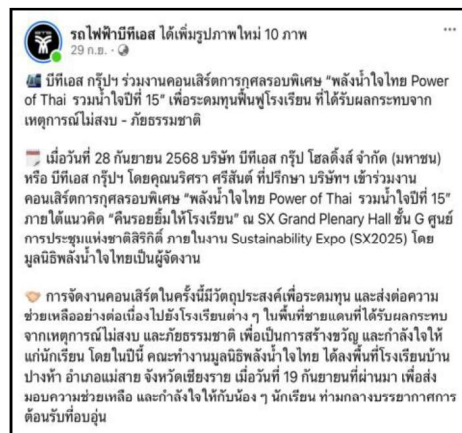 รถไฟฟ้าบีทีเอส ได้เพิ่มรูปภาพใหม่ 10 ภาพ
29 ก.ย. ·
บีทีเอส กรุ๊ปฯ ร่วมงานคอนเสิร์ตการกุศลรอบพิเศษ “พลังน้ำใจไทย Power
of Thai รวมน้ำใจปีที่ 15” เพื่อระดมทุนฟื้นฟูโรงเรียน ที่ได้รับผลกระทบจาก
เหตุการณ์ไม่สงบ - ภัยธรรมชาติ
เมื่อวันที่ 28 กันยายน 2568 บริษัท บีทีเอส กรุ๊ป โฮลดิ้งส์ จำกัด (มหาชน)
หรือ บีทีเอส กรุ๊ปฯ โดยคุณนริศรา ศรีสันต์ ที่ปรึกษา บริษัทฯ เข้าร่วมงาน
คอนเสิร์ตการกุศลรอบพิเศษ “พลังน้ำใจไทย Power of Thai รวมน้ำใจปีที่ 15”
ภายใต้แนวคิด “คืนรอยยิ้มให้โรงเรียน” ณ SX Grand Plenary Hall ชั้น G ศูนย์
การประชุมแห่งชาติสิริกิติ์ ภายในงาน Sustainability Expo (SX2025) โดย
มูลนิธิพลังน้ำใจไทยเป็นผู้จัดงาน
การจัดงานคอนเสิร์ตในครั้งนี้มีวัตถุประสงค์เพื่อระดมทุน และส่งต่อความ
ช่วยเหลืออย่างต่อเนื่องไปยังโรงเรียนต่าง ๆ ในพื้นที่ชายแดนที่ได้รับผลกระทบ
จากเหตุการณ์ไม่สงบ และภัยธรรมชาติ เพื่อเป็นการสร้างขวัญ และกำลังใจให้
แก่นักเรียน โดยในปีนี้ คณะทำงานมูลนิธิพลังน้ำใจไทย ได้ลงพื้นที่โรงเรียนบ้าน
ปางห้า อำเภอแม่สาย จังหวัดเชียงราย เมื่อวันที่ 19 กันยายนที่ผ่านมา เพื่อส่ง
มอบความช่วยเหลือ และกำลังใจให้กับน้อง ๆ นักเรียน ท่ามกลางบรรยากาศการ
ต้อนรับที่อบอุ่น